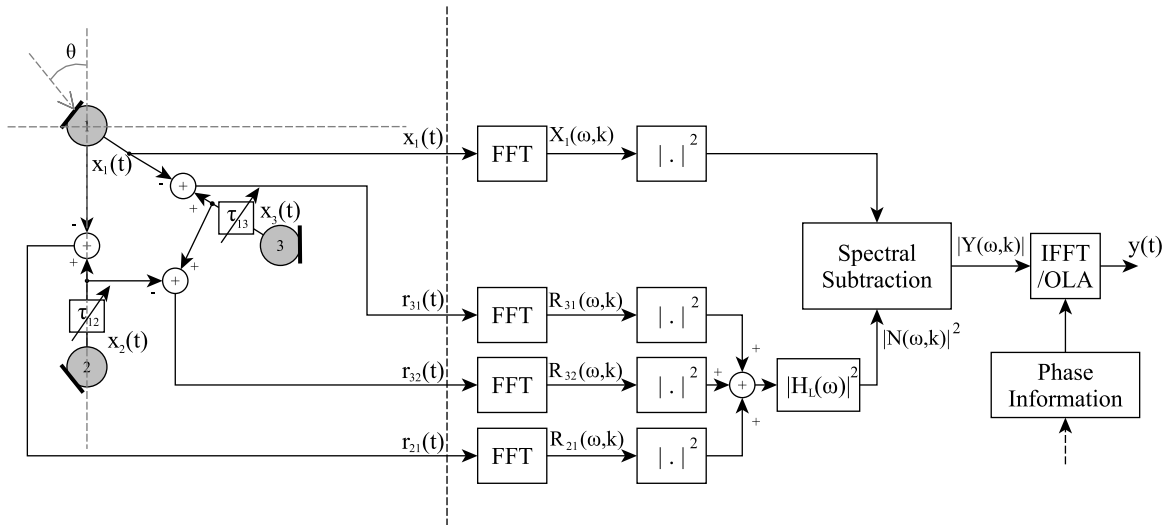 θ
1
x₁(t)
x₁(t)
FFT
X₁(ω,k)
| . |²
-
+
+
τ₁₃
x₃(t)
3
-
+
+
+
-
+
τ₁₂
x₂(t)
2
r₃₁(t)
FFT
R₃₁(ω,k)
| . |²
+
r₃₂(t)
FFT
R₃₂(ω,k)
| . |²
+
+
|H_L(ω)|²
r₂₁(t)
FFT
R₂₁(ω,k)
| . |²
+
|N(ω,k)|²
Spectral
Subtraction
|Y(ω,k)|
IFFT
/OLA
y(t)
Phase
Information